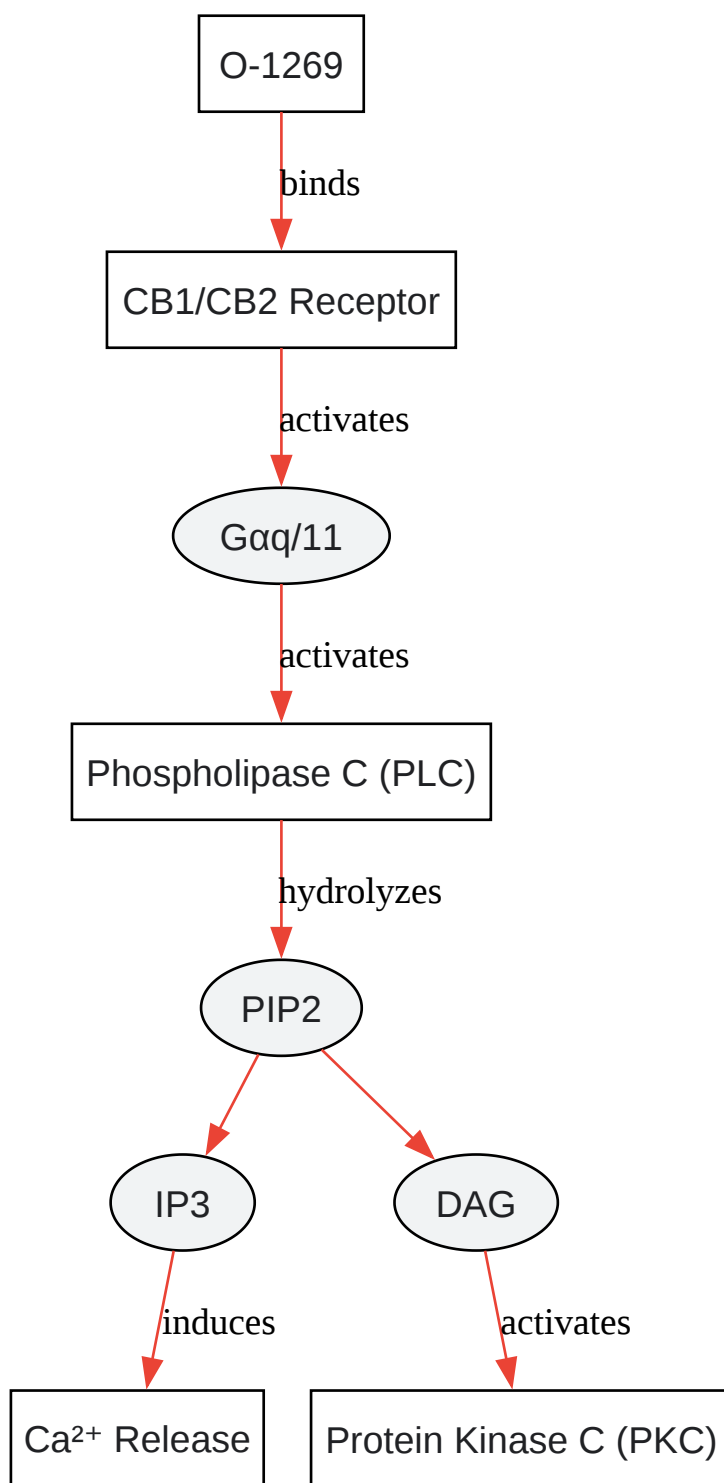 O-1269
binds
CB1/CB2 Receptor
activates
Gαq/11
activates
Phospholipase C (PLC)
hydrolyzes
PIP2
IP3
DAG
induces
activates
Ca²⁺ Release
Protein Kinase C (PKC)